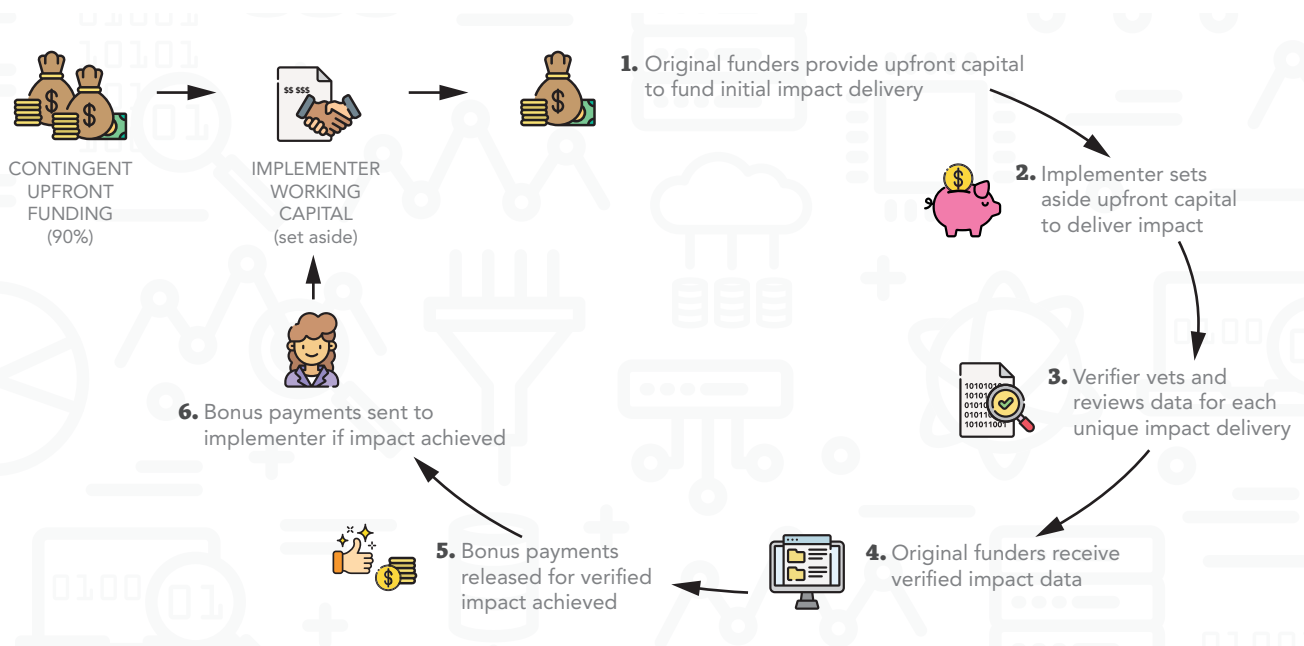 CONTINGENT
UPFRONT
FUNDING
(90%)
$$ $$$
IMPLEMENTER
WORKING
CAPITAL
(set aside)
1. Original funders provide upfront capital
to fund initial impact delivery
2. Implementer sets
aside upfront capital
to deliver impact
3. Verifier vets and
reviews data for each
unique impact delivery
4. Original funders receive
verified impact data
5. Bonus payments
released for verified
impact achieved
6. Bonus payments sent to
implementer if impact achieved